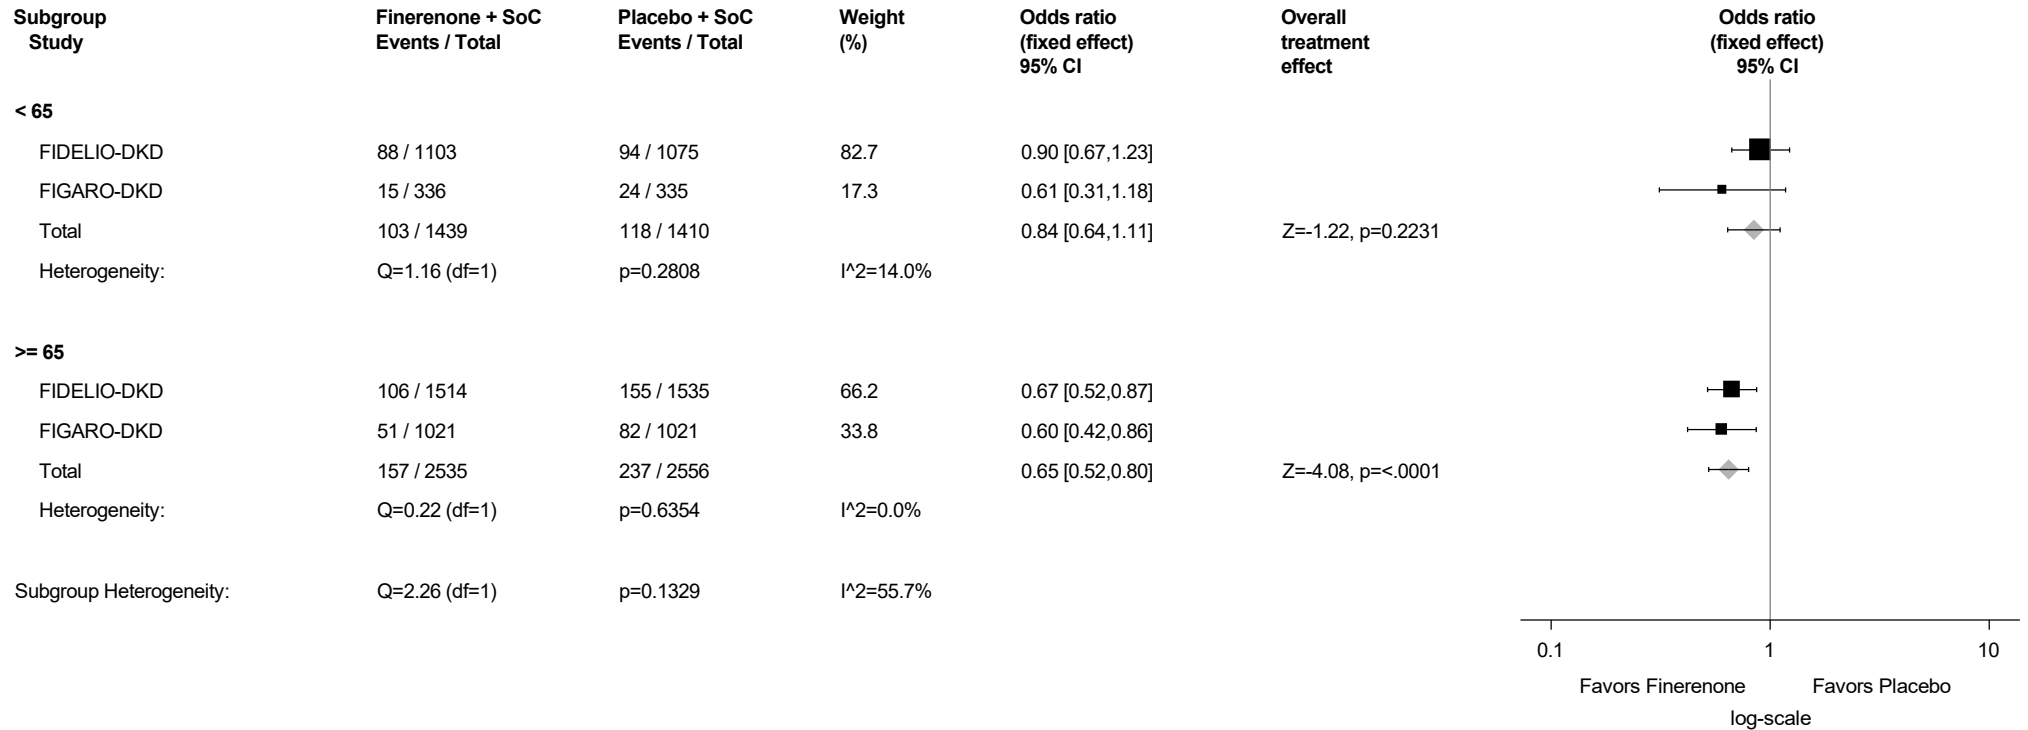 Subgroup Finerenone + SoC Placebo + SoC Weight Odds ratio Overall Odds ratio
Study Events / Total Events / Total (%) (fixed effect) treatment (fixed effect)
95% CI effect 95% CI
< 65
FIDELIO-DKD 88 / 1103 94 / 1075 82.7 0.90 [0.67,1.23]
FIGARO-DKD 15 / 336 24 / 335 17.3 0.61 [0.31,1.18]
Total 103 / 1439 118 / 1410 0.84 [0.64,1.11] Z=-1.22, p=0.2231
Heterogeneity: Q=1.16 (df=1) p=0.2808 I^2=14.0%
>= 65
FIDELIO-DKD 106 / 1514 155 / 1535 66.2 0.67 [0.52,0.87]
FIGARO-DKD 51 / 1021 82 / 1021 33.8 0.60 [0.42,0.86]
Total 157 / 2535 237 / 2556 0.65 [0.52,0.80] Z=-4.08, p=<.0001
Heterogeneity: Q=0.22 (df=1) p=0.6354 I^2=0.0%
Subgroup Heterogeneity: Q=2.26 (df=1) p=0.1329 I^2=55.7%
0.1 1 10
Favors Finerenone Favors Placebo
log-scale